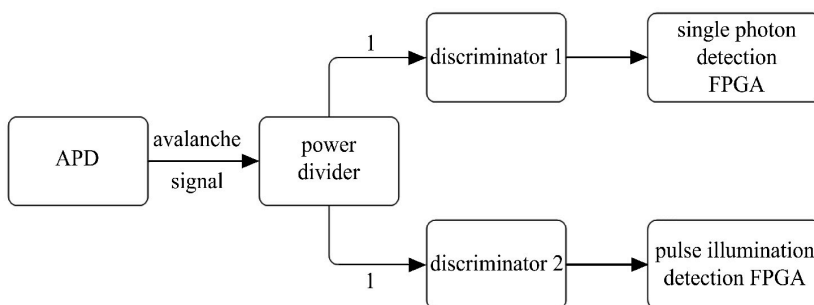 1
discriminator 1
single photon
detection
FPGA
APD
avalanche
signal
power
divider
1
discriminator 2
pulse illumination
detection FPGA